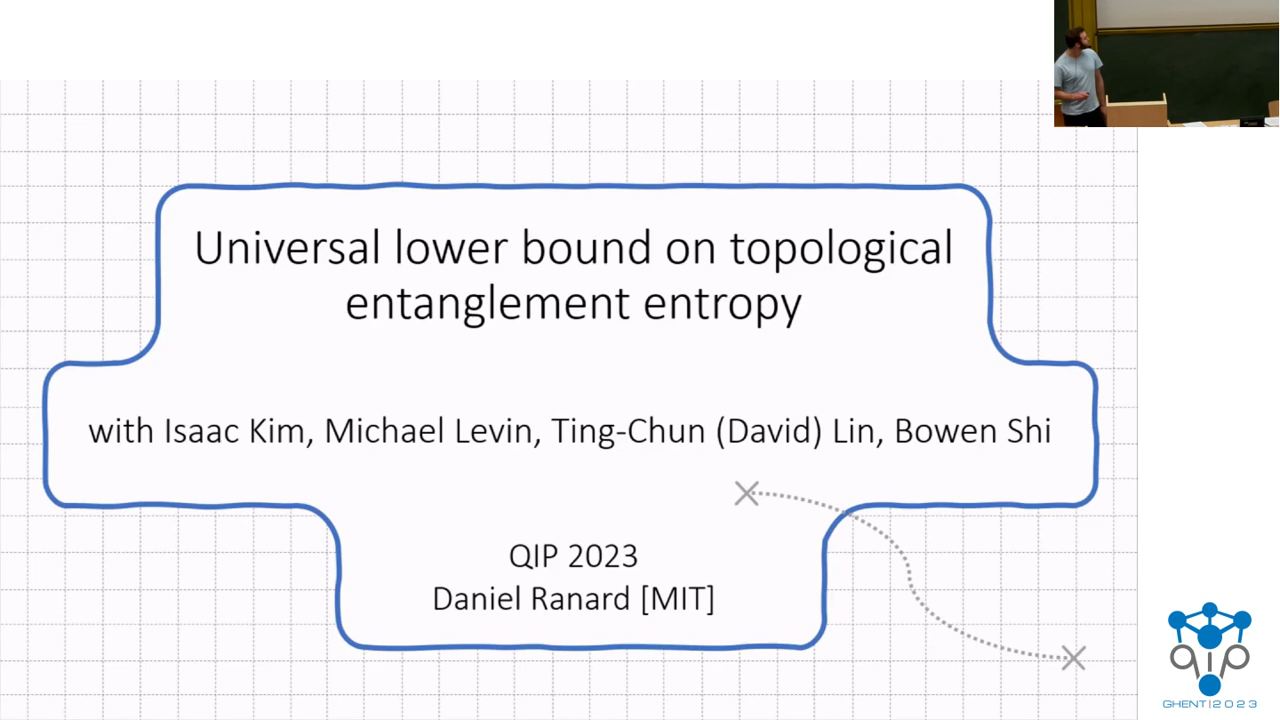 Universal lower bound on topological
entanglement entropy
with Isaac Kim, Michael Levin, Ting-Chun (David) Lin, Bowen Shi
QIP 2023
Daniel Ranard [MIT]
qip
GHENT|2023